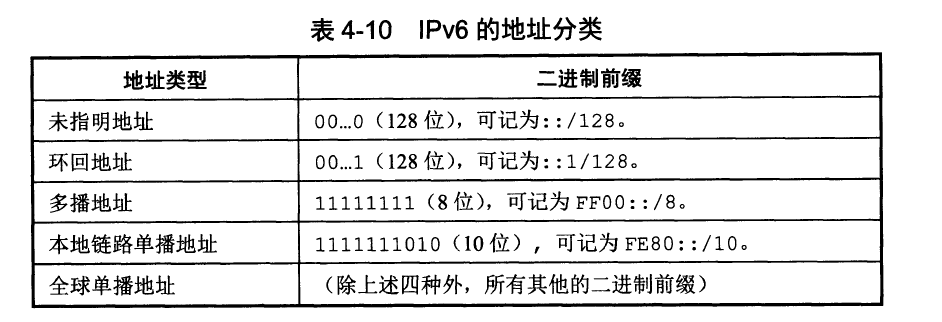 表 4-10 IPv6 的地址分类
地址类型 二进制前缀
未指明地址 00…0（128 位），可记为::/128。
环回地址 00…1（128 位），可记为::1/128。
多播地址 11111111（8 位），可记为 FF00::/8。
本地链路单播地址 1111111010（10 位），可记为 FE80::/10。
全球单播地址 （除上述四种外，所有其他的二进制前缀）